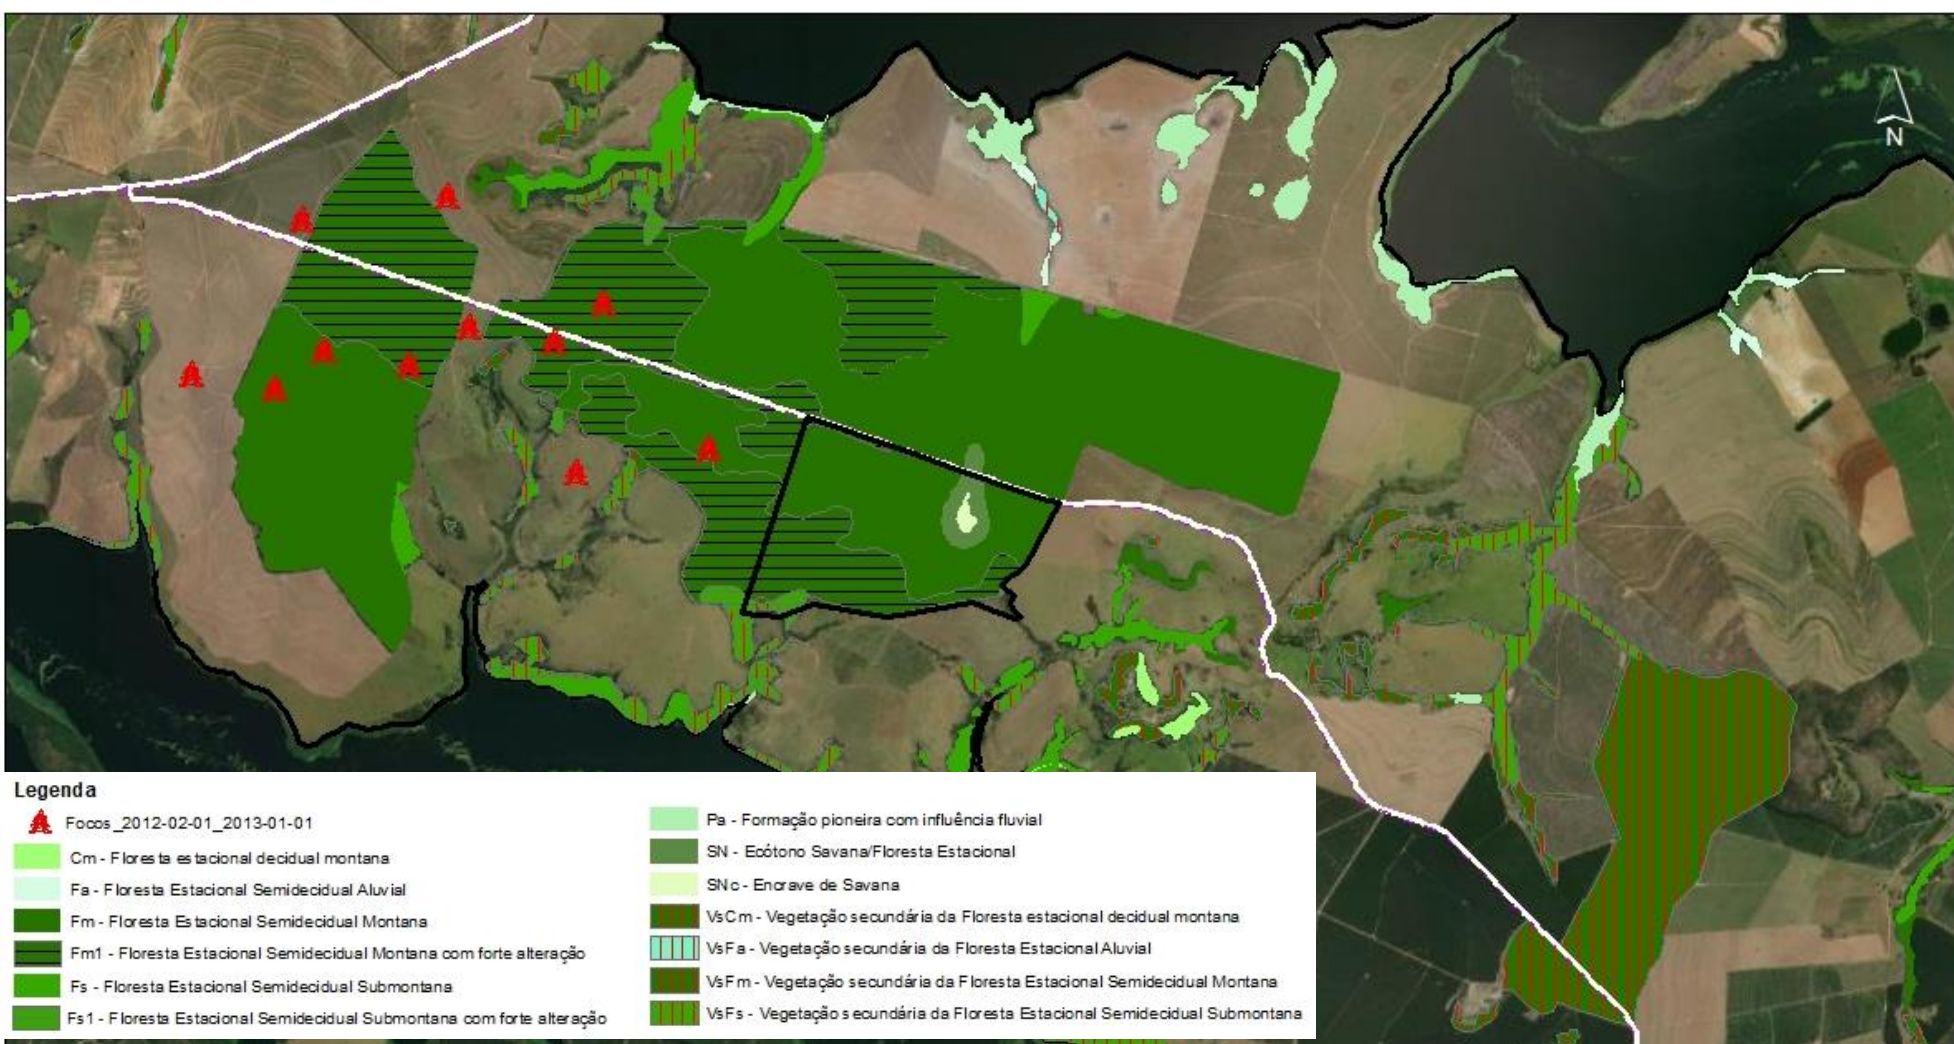 N
Legenda
Focos_2012-02-01_2013-01-01
Cm - Floresta estacional decidual montana
Fa - Floresta Estacional Semidecidual Aluvial
Fm - Floresta Estacional Semidecidual Montana
Fm1 - Floresta Estacional Semidecidual Montana com forte alteração
Fs - Floresta Estacional Semidecidual Submontana
Fs1 - Floresta Estacional Semidecidual Submontana com forte alteração
Pa - Formação pioneira com influência fluvial
SN - Ecótono Savana/Floresta Estacional
SNc - Encrave de Savana
VsCm - Vegetação secundária da Floresta estacional decidual montana
VsFa - Vegetação secundária da Floresta Estacional Aluvial
VsFm - Vegetação secundária da Floresta Estacional Semidecidual Montana
VsFs - Vegetação secundária da Floresta Estacional Semidecidual Submontana